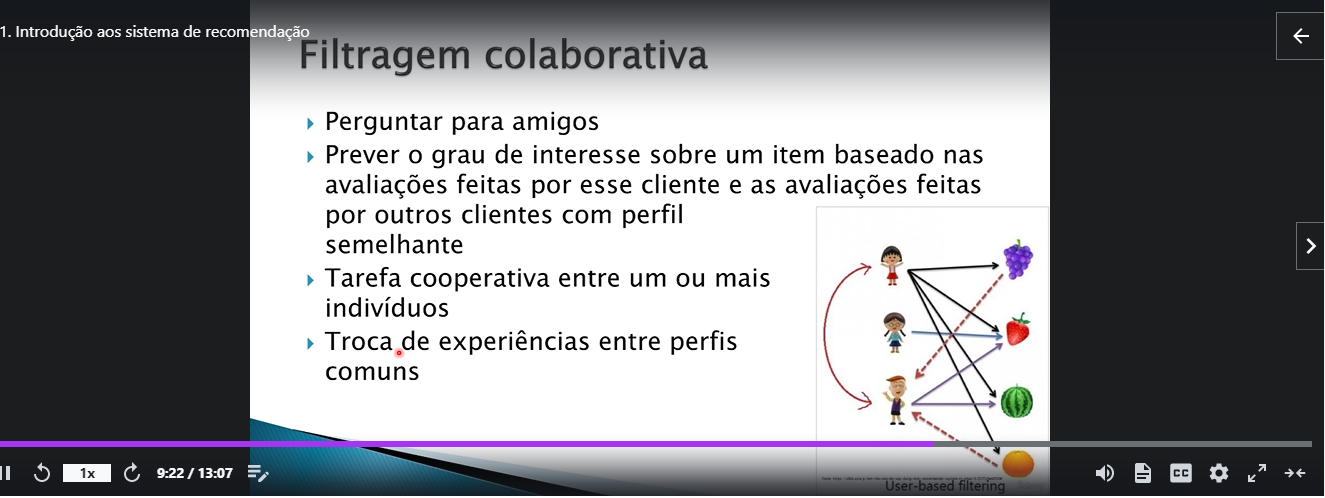 1. Introdução aos sistema de recomendação
Filtragem colaborativa
Perguntar para amigos
Prever o grau de interesse sobre um item baseado nas
avaliações feitas por esse cliente e as avaliações feitas
por outros clientes com perfil
semelhante
Tarefa cooperativa entre um ou mais
indivíduos
Troca de experiências entre perfis
comuns
User-based filtering
1x
9:22 / 13:07
CC